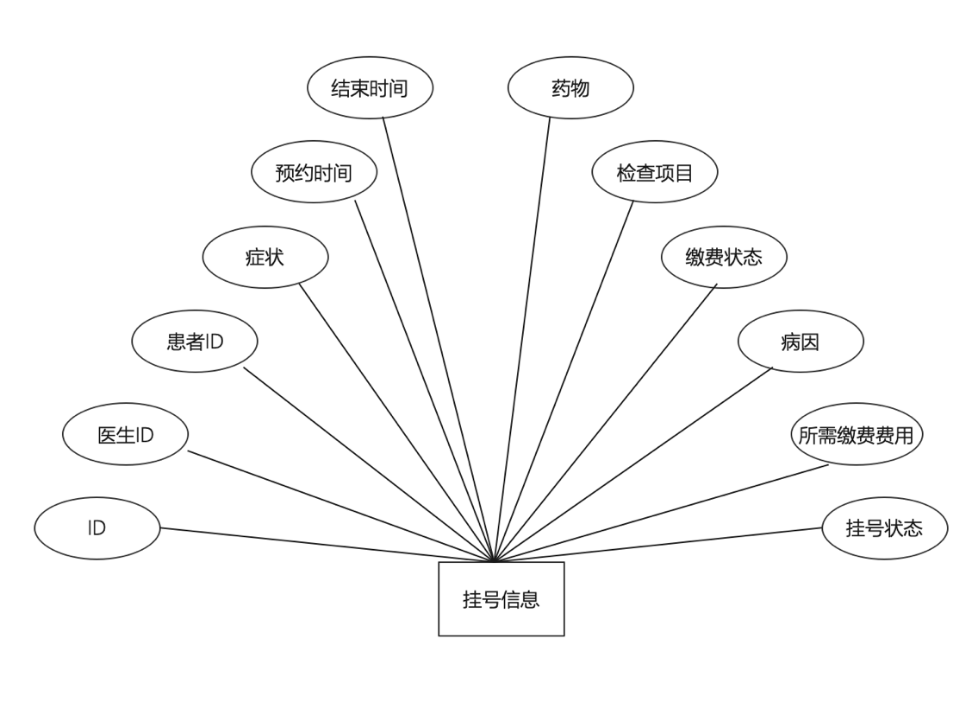 结束时间
药物
预约时间
检查项目
症状
缴费状态
患者ID
病因
医生ID
所需缴费费用
ID
挂号状态
挂号信息